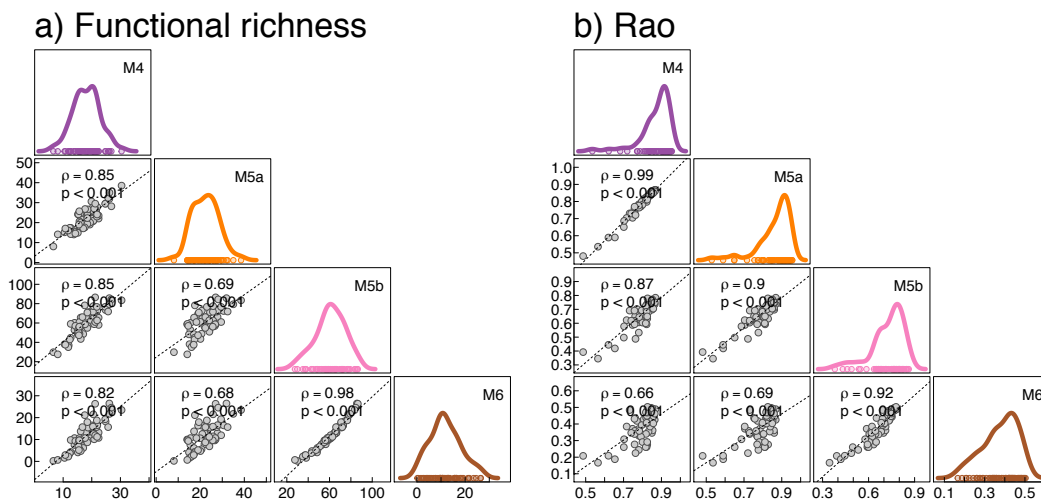 a) Functional richness
b) Rao
M4
M4
50
40
30
20
10
0
ρ = 0.85
p < 0.001
M5a
1.0
0.9
0.8
0.7
0.6
0.5
ρ = 0.99
p < 0.001
M5a
100
80
60
40
20
ρ = 0.85
p < 0.001
ρ = 0.69
p < 0.001
M5b
0.9
0.8
0.7
0.6
0.5
0.4
0.3
ρ = 0.87
p < 0.001
ρ = 0.9
p < 0.001
M5b
30
20
10
0
ρ = 0.82
p < 0.001
ρ = 0.68
p < 0.001
ρ = 0.98
p < 0.001
M6
0.6
0.5
0.4
0.3
0.2
0.1
ρ = 0.66
p < 0.001
ρ = 0.69
p < 0.001
ρ = 0.92
p < 0.001
M6
10 30 0 20 40 20 60 100 0 20
0.5 0.7 0.9 0.5 0.7 0.9 0.3 0.5 0.7 0.9 0.1 0.3 0.5